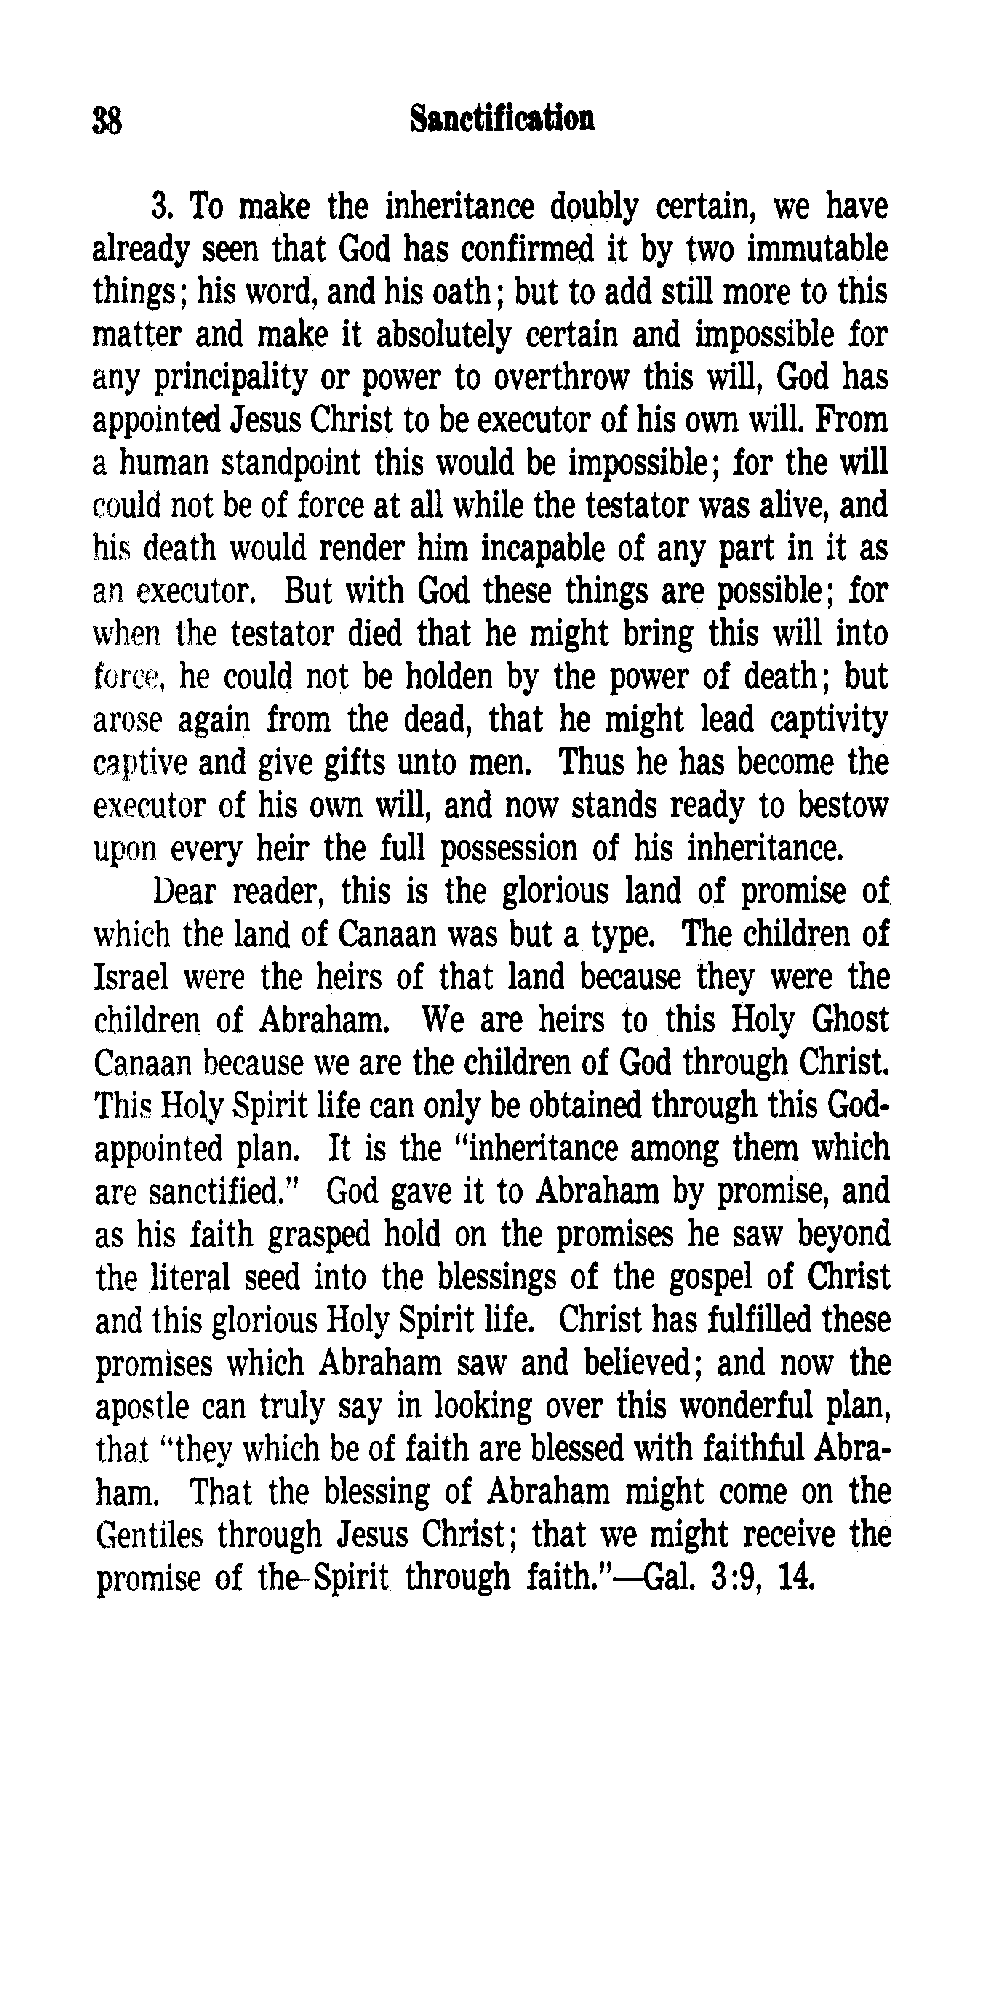 38 Sanctification
3. To make the inheritance doubly certain, we have
already seen that God has confirmed it by two immutable
things; his word, and his oath; but to add still more to this
matter and make it absolutely certain and impossible for
any principality or power to overthrow this will, God has
appointed Jesus Christ to be executor of his own will. From
a human standpoint this would be impossible; for the will
could not be of force at all while the testator was alive, and
his death would render him incapable of any part in it as
an executor. But with God these things are possible; for
when the testator died that he might bring this will into
force, he could not be holden by the power of death; but
arose again from the dead, that he might lead captivity
captive and give gifts unto men. Thus he has become the
executor of his own will, and now stands ready to bestow
upon every heir the full possession of his inheritance.
Dear reader, this is the glorious land of promise of
which the land of Canaan was but a type. The children of
Israel were the heirs of that land because they were the
children of Abraham. We are heirs to this Holy Ghost
Canaan because we are the children of God through Christ.
This Holy Spirit life can only be obtained through this God-
appointed plan. It is the "inheritance among them which
are sanctified." God gave it to Abraham by promise, and
as his faith grasped hold on the promises he saw beyond
the literal seed into the blessings of the gospel of Christ
and this glorious Holy Spirit life. Christ has fulfilled these
promises which Abraham saw and believed; and now the
apostle can truly say in looking over this wonderful plan,
that "they which be of faith are blessed with faithful Abra-
ham. That the blessing of Abraham might come on the
Gentiles through Jesus Christ; that we might receive the
promise of the Spirit through faith."—Gal. 3:9, 14.